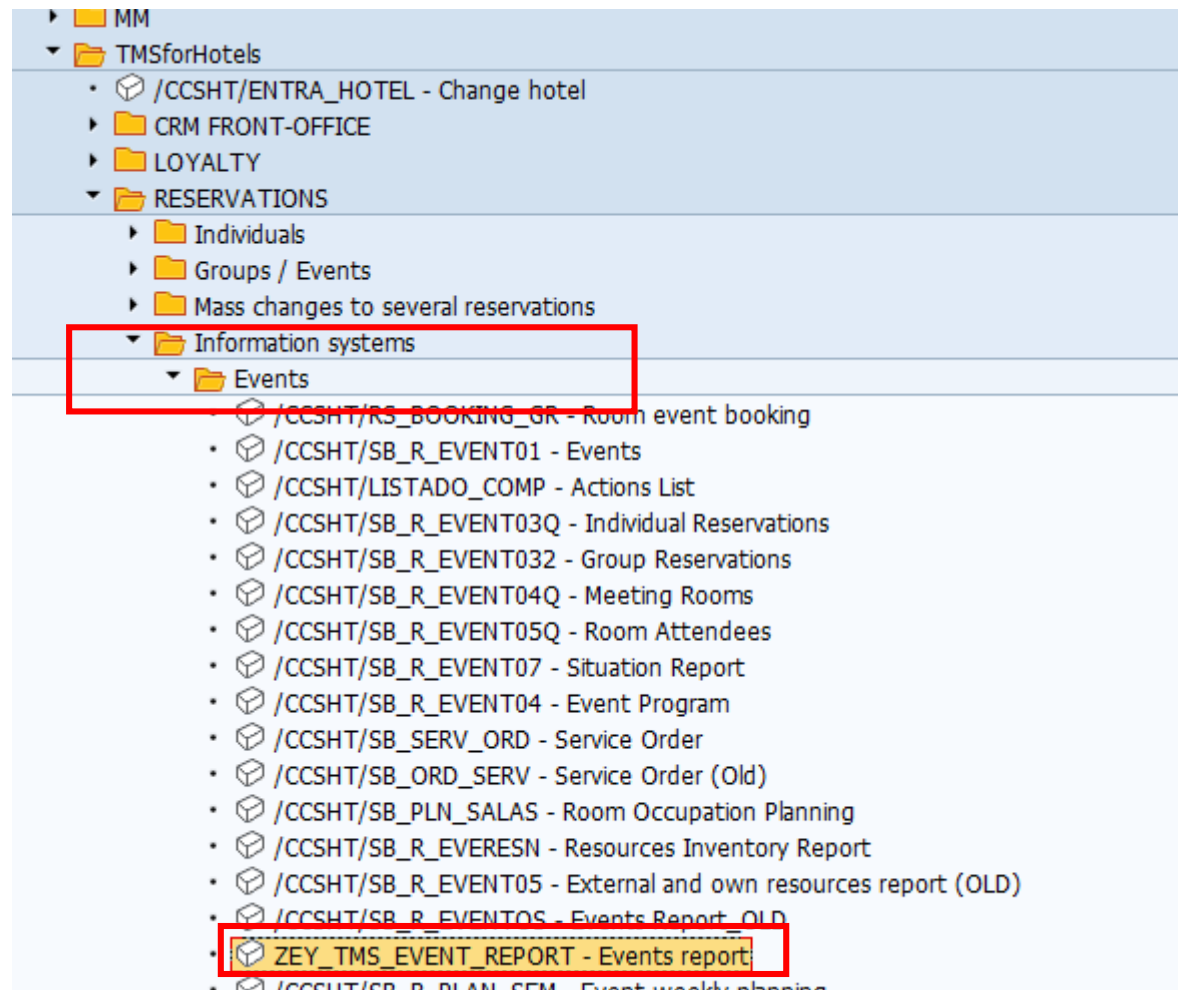 MM
TMSforHotels
/CCSHT/ENTRA_HOTEL - Change hotel
CRM FRONT-OFFICE
LOYALTY
RESERVATIONS
Individuals
Groups / Events
Mass changes to several reservations
Information systems
Events
/CCSHT/RS_BOOKING_GR - Room event booking
/CCSHT/SB_R_EVENT01 - Events
/CCSHT/LISTADO_COMP - Actions List
/CCSHT/SB_R_EVENT03Q - Individual Reservations
/CCSHT/SB_R_EVENT032 - Group Reservations
/CCSHT/SB_R_EVENT04Q - Meeting Rooms
/CCSHT/SB_R_EVENT05Q - Room Attendees
/CCSHT/SB_R_EVENT07 - Situation Report
/CCSHT/SB_R_EVENT04 - Event Program
/CCSHT/SB_SERV_ORD - Service Order
/CCSHT/SB_ORD_SERV - Service Order (Old)
/CCSHT/SB_PLN_SALAS - Room Occupation Planning
/CCSHT/SB_R_EVERESN - Resources Inventory Report
/CCSHT/SB_R_EVENT05 - External and own resources report (OLD)
/CCSHT/SB_R_EVENTOS - Events Report_OLD
ZEY_TMS_EVENT_REPORT - Events report
/CCSHT/SB_R_PLAN_SEM - Event weekly planning